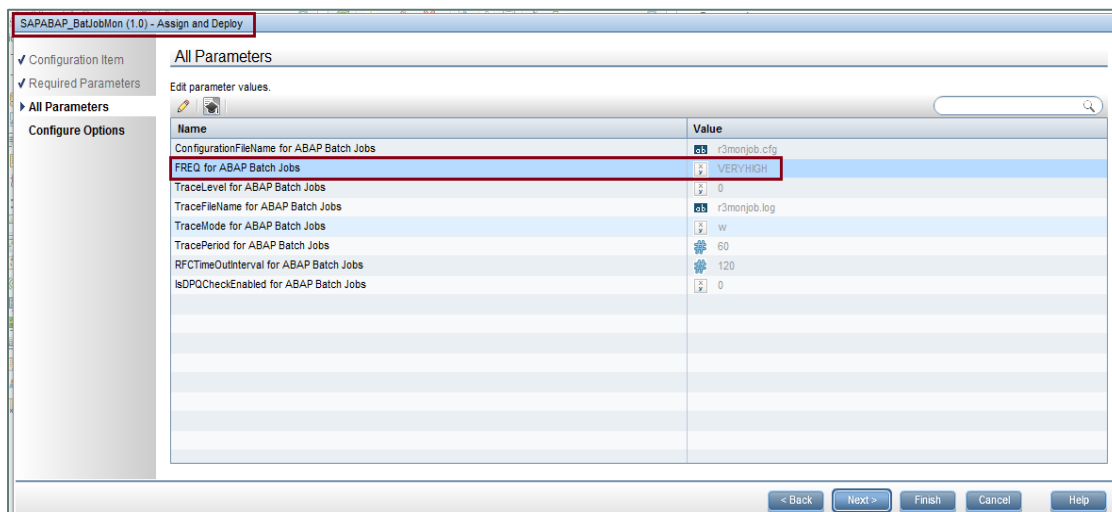 SAPABAP_BatJobMon (1.0) - Assign and Deploy
Configuration Item
Required Parameters
All Parameters
Configure Options
All Parameters
Edit parameter values.
Name Value
ConfigurationFileName for ABAP Batch Jobs ab r3monjob.cfg
FREQ for ABAP Batch Jobs x y VERYHIGH
TraceLevel for ABAP Batch Jobs x y 0
TraceFileName for ABAP Batch Jobs ab r3monjob.log
TraceMode for ABAP Batch Jobs x y w
TracePeriod for ABAP Batch Jobs # 60
RFCTimeOutInterval for ABAP Batch Jobs # 120
IsDPQCheckEnabled for ABAP Batch Jobs x y 0
< Back Next > Finish Cancel Help